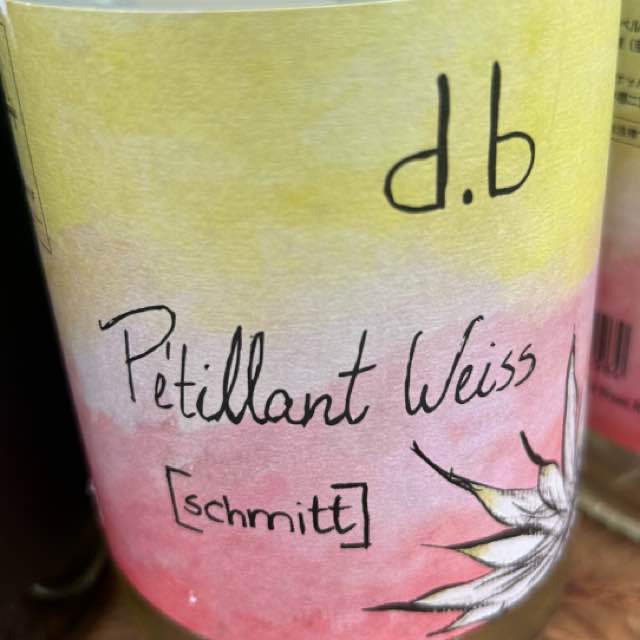 d.b
Pétillant Weiss
[schmitt]